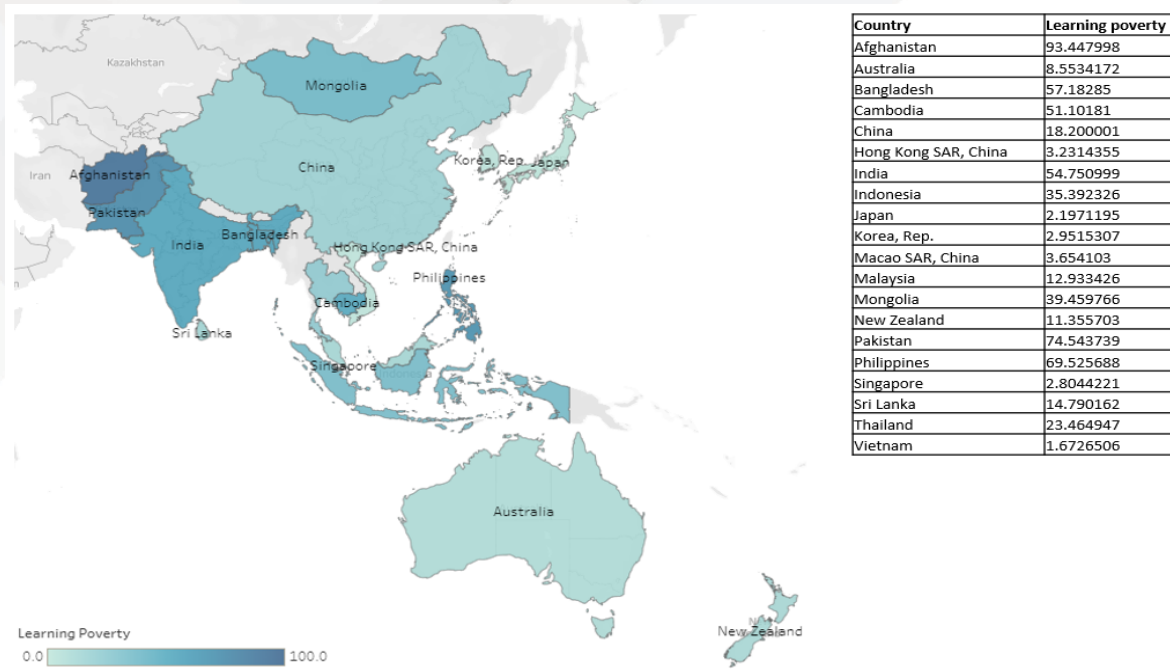 Kazakhstan
Mongolia
China
Korea, Rep.
Japan
Iran
Afghanistan
Pakistan
India
Bangladesh
Hong Kong SAR, China
Philippines
Cambodia
Sri Lanka
Singapore
Australia
New Zealand
Learning Poverty
0.0 100.0
Country Learning poverty
Afghanistan 93.447998
Australia 8.5534172
Bangladesh 57.18285
Cambodia 51.10181
China 18.200001
Hong Kong SAR, China 3.2314355
India 54.750999
Indonesia 35.392326
Japan 2.1971195
Korea, Rep. 2.9515307
Macao SAR, China 3.654103
Malaysia 12.933426
Mongolia 39.459766
New Zealand 11.355703
Pakistan 74.543739
Philippines 69.525688
Singapore 2.8044221
Sri Lanka 14.790162
Thailand 23.464947
Vietnam 1.6726506